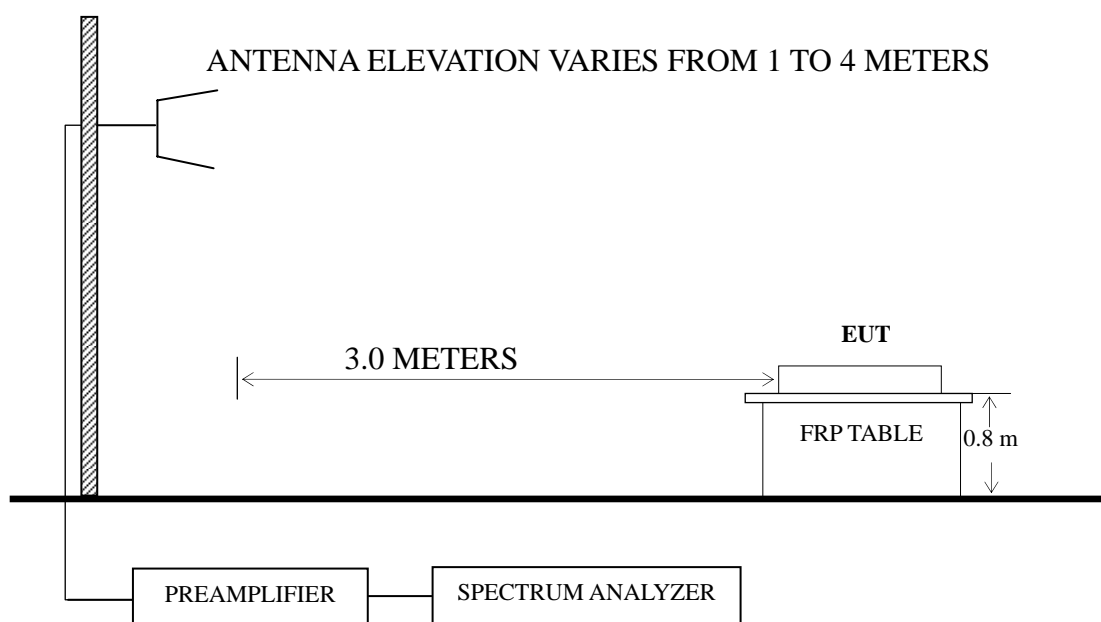 ANTENNA ELEVATION VARIES FROM 1 TO 4 METERS
EUT
3.0 METERS
FRP TABLE
0.8 m
PREAMPLIFIER
SPECTRUM ANALYZER